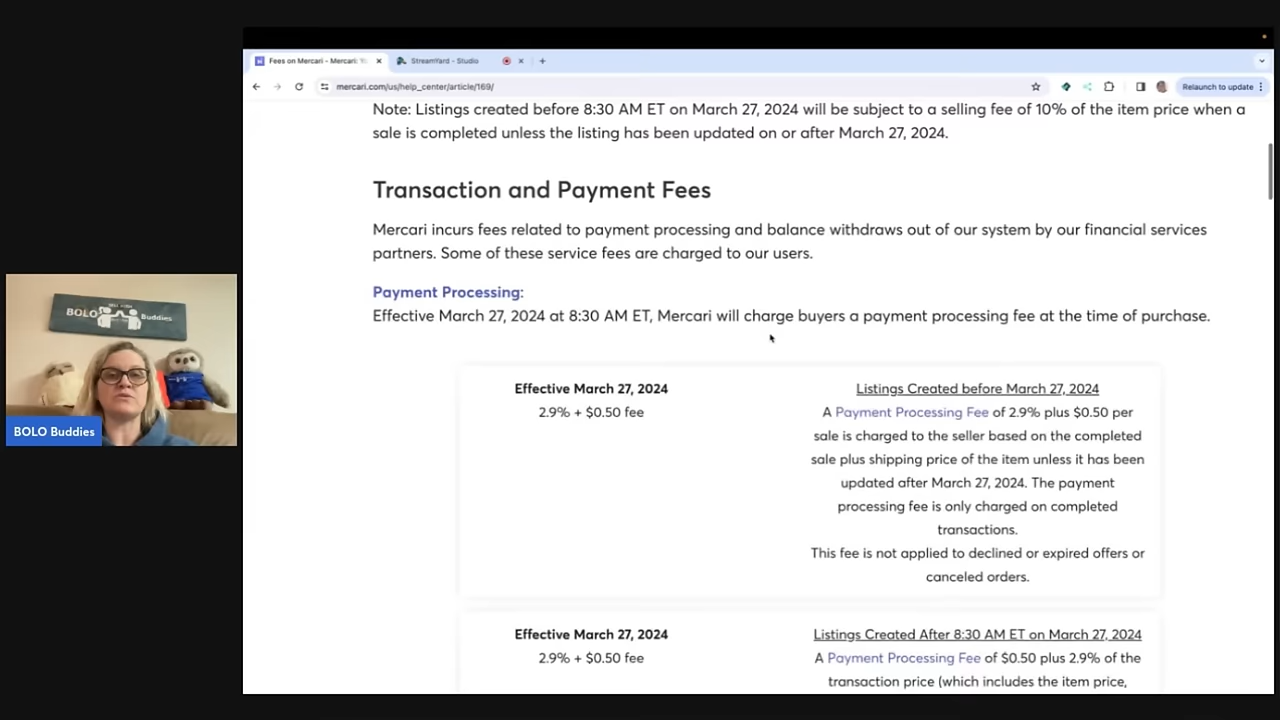 Fees on Mercari - Mercari:
StreamYard - Studio
mercari.com/us/help_center/article/169/
Relaunch to update
Note: Listings created before 8:30 AM ET on March 27, 2024 will be subject to a selling fee of 10% of the item price when a
sale is completed unless the listing has been updated on or after March 27, 2024.
Transaction and Payment Fees
Mercari incurs fees related to payment processing and balance withdraws out of our system by our financial services
partners. Some of these service fees are charged to our users.
Payment Processing:
Effective March 27, 2024 at 8:30 AM ET, Mercari will charge buyers a payment processing fee at the time of purchase.
Effective March 27, 2024
2.9% + $0.50 fee
Listings Created before March 27, 2024
A Payment Processing Fee of 2.9% plus $0.50 per
sale is charged to the seller based on the completed
sale plus shipping price of the item unless it has been
updated after March 27, 2024. The payment
processing fee is only charged on completed
transactions.
This fee is not applied to declined or expired offers or
canceled orders.
Effective March 27, 2024
2.9% + $0.50 fee
Listings Created After 8:30 AM ET on March 27, 2024
A Payment Processing Fee of $0.50 plus 2.9% of the
transaction price (which includes the item price,
BOLO Buddies
BOLO Buddies